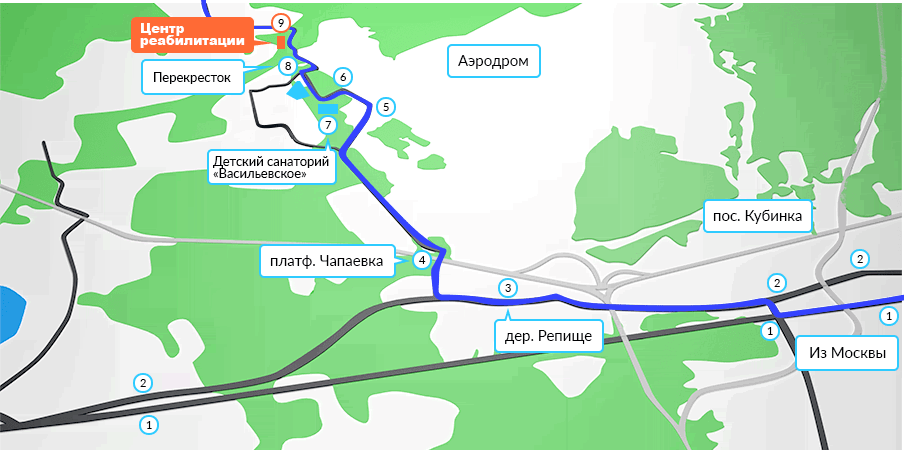 9
Центр
реабилитации
8
Перекресток
Аэродром
6
5
7
Детский санаторий
«Васильевское»
пос. Кубинка
4
платф. Чапаевка
2
2
3
1
1
дер. Репище
Из Москвы
2
1